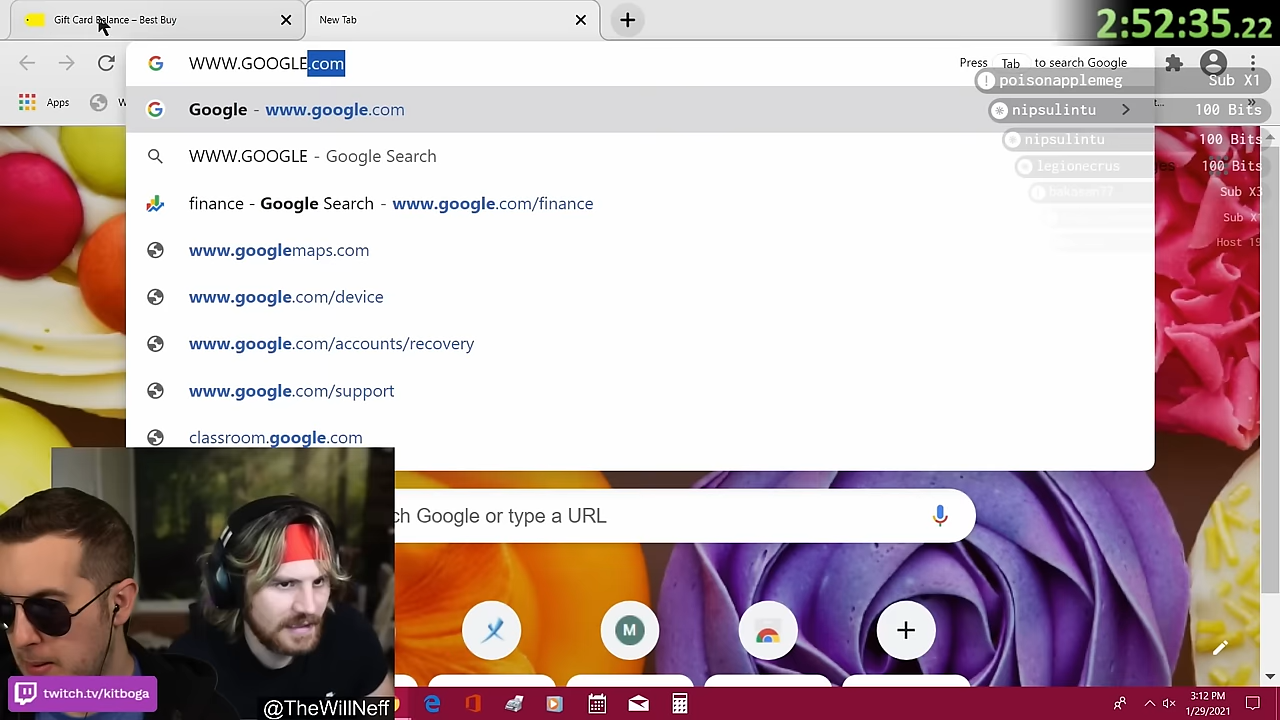 Gift Card Balance – Best Buy
New Tab
2:52:35.22
WWW.GOOGLE.com
Press Tab to search Google
poisonapplemeg Sub X1
Apps
nipsulintu 100 Bits
Google - www.google.com
nipsulintu 100 Bits
WWW.GOOGLE - Google Search
legionecrus 100 Bits
Sub X3
finance - Google Search - www.google.com/finance
Sub X
Host 19
www.googlemaps.com
www.google.com/device
www.google.com/accounts/recovery
www.google.com/support
classroom.google.com
ch Google or type a URL
M
twitch.tv/kitboga
@TheWillNeff
3:12 PM
1/29/2021